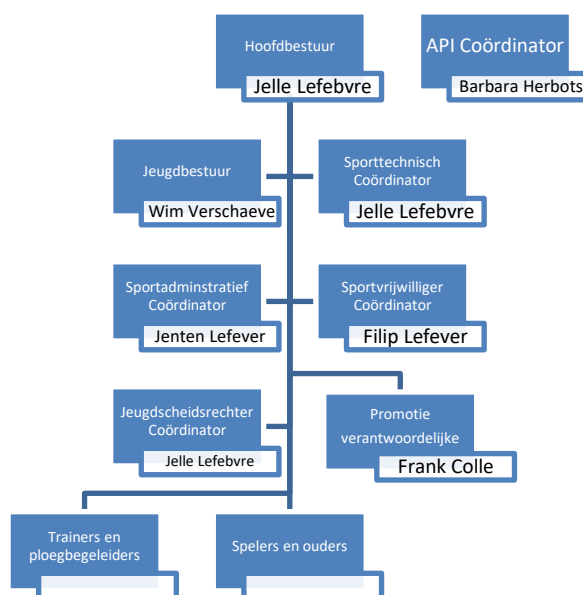 Hoofdbestuur
Jelle Lefebvre
API Coördinator
Barbara Herbots
Jeugdbestuur
Wim Verschaeve
Sporttechnisch
Coördinator
Jelle Lefebvre
Sportadminstratief
Coördinator
Jenten Lefever
Sportvrijwilliger
Coördinator
Filip Lefever
Jeugdscheidsrechter
Coördinator
Jelle Lefebvre
Promotie
verantwoordelijke
Frank Colle
Trainers en
ploegbegeleiders
Spelers en ouders